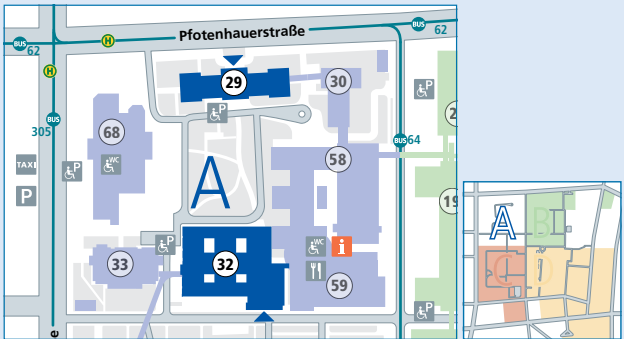 Pfotenhauerstraße
BUS
62
H
BUS
62
H
29
30
P
P
BUS
305
68
WC
TAXI
P
P
BUS
64
58
A
P
WC
i
33
32
59
P
e
A
B
C
D